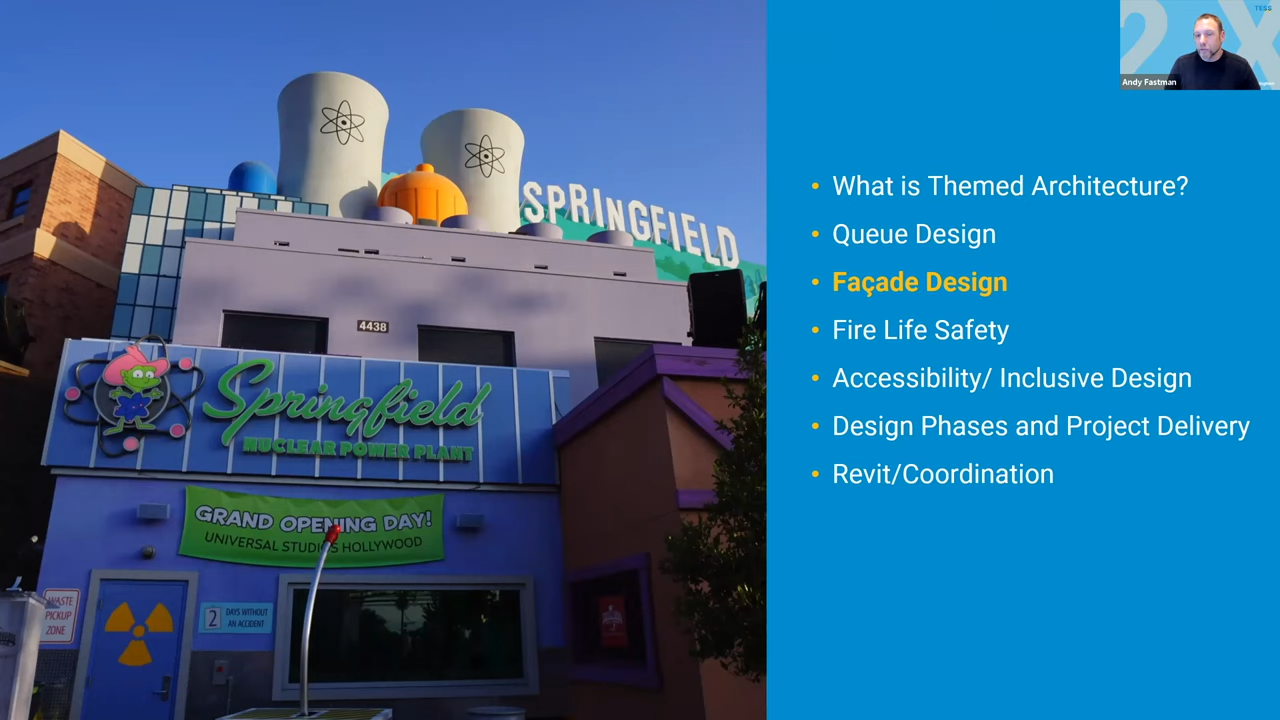 SPRINGFIELD
4438
Springfield
NUCLEAR POWER PLANT
GRAND OPENING DAY!
UNIVERSAL STUDIOS HOLLYWOOD
WASTE
PICKUP
ZONE
2
DAYS WITHOUT
AN ACCIDENT
TESS
2 X
Andy Fastman
• What is Themed Architecture?
• Queue Design
• Façade Design
• Fire Life Safety
• Accessibility/ Inclusive Design
• Design Phases and Project Delivery
• Revit/Coordination